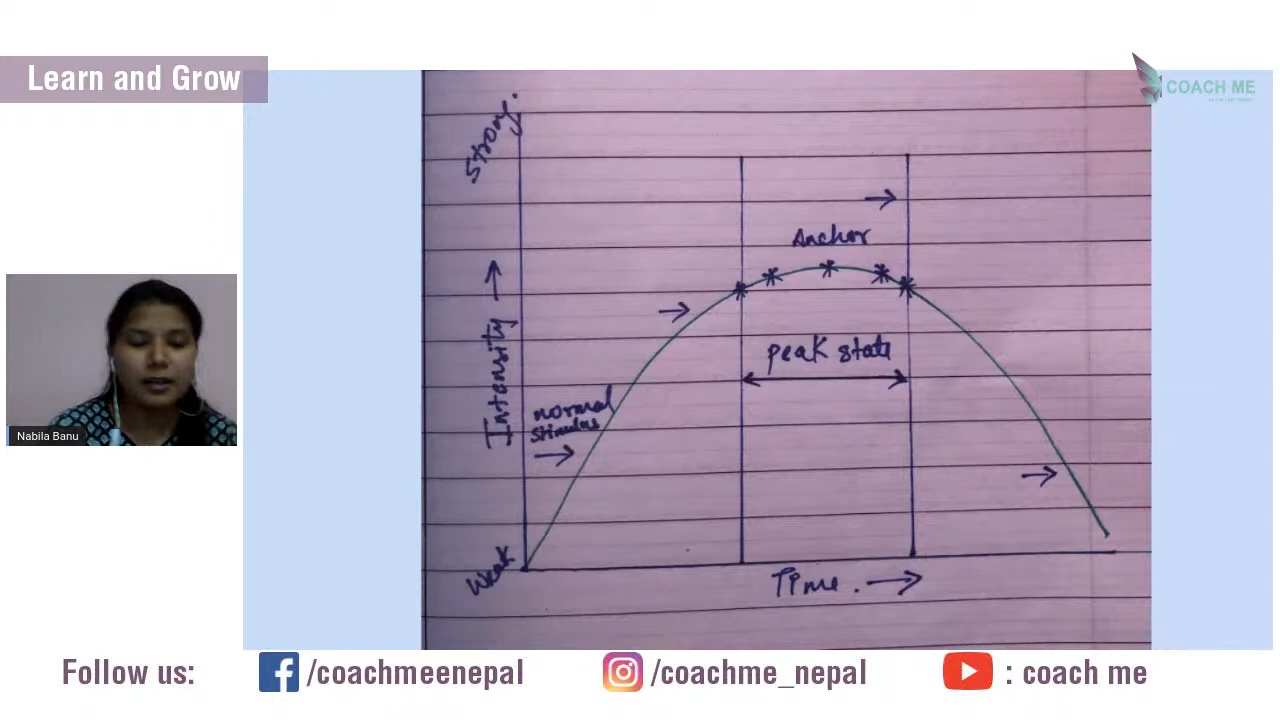 Learn and Grow
COACH ME
Strong.
Anchor
Intensity →
peak state
normal
stimulus
Weak
Time. →
Nabila Banu
Follow us:
/coachmeenepal
/coachme_nepal
: coach me